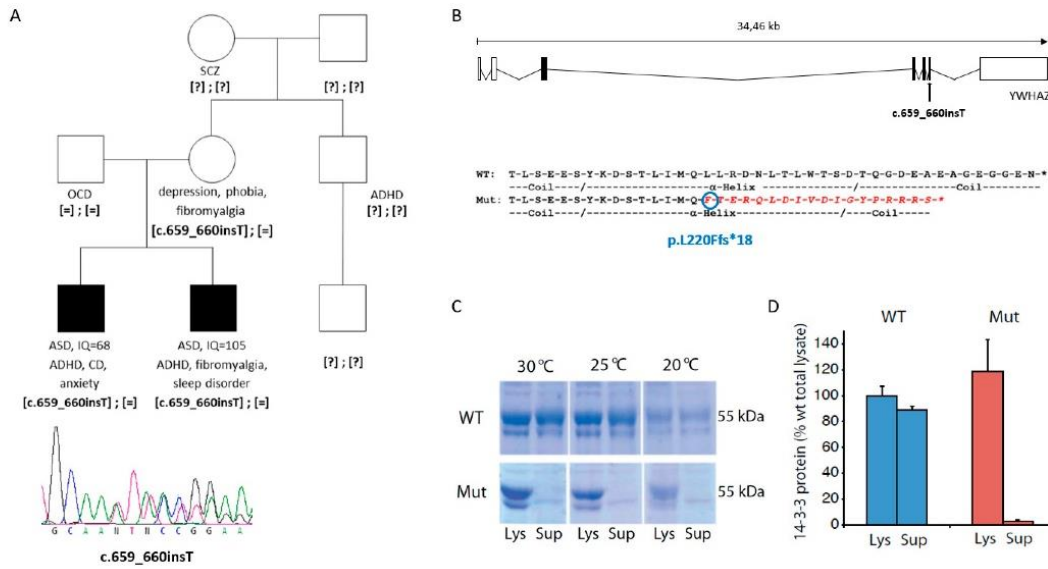 A
SCZ
[?] ; [?]
[?] ; [?]
OCD
[=] ; [=]
depression, phobia,
fibromyalgia
[c.659_660insT] ; [=]
ADHD
[?] ; [?]
ASD, IQ=68
ADHD, CD,
anxiety
[c.659_660insT] ; [=]
ASD, IQ=105
ADHD, fibromyalgia,
sleep disorder
[c.659_660insT] ; [=]
[?] ; [?]
G C A A N T N C C G G A A
c.659_660insT
B
34,46 kb
YWHAZ
c.659_660insT
WT: T-L-S-E-E-S-Y-K-D-S-T-L-I-M-Q-L-L-R-D-N-L-T-L-W-T-S-D-T-Q-G-D-E-A-E-A-G-E-G-G-E-N-*
----Coil----/------------α-Helix------------/------------Coil------------
Mut: T-L-S-E-E-S-Y-K-D-S-T-L-I-M-Q-F-T-E-R-Q-L-D-I-V-D-I-G-Y-P-R-R-R-S-*
----Coil----/------------α-Helix------------/----Coil----
p.L220Ffs*18
C
30 ºC 25 ºC 20 ºC
WT 55 kDa
Mut 55 kDa
Lys Sup Lys Sup Lys Sup
D
WT Mut
14-3-3 protein (% wt total lysate)
140
120
100
80
60
40
20
0
Lys Sup Lys Sup